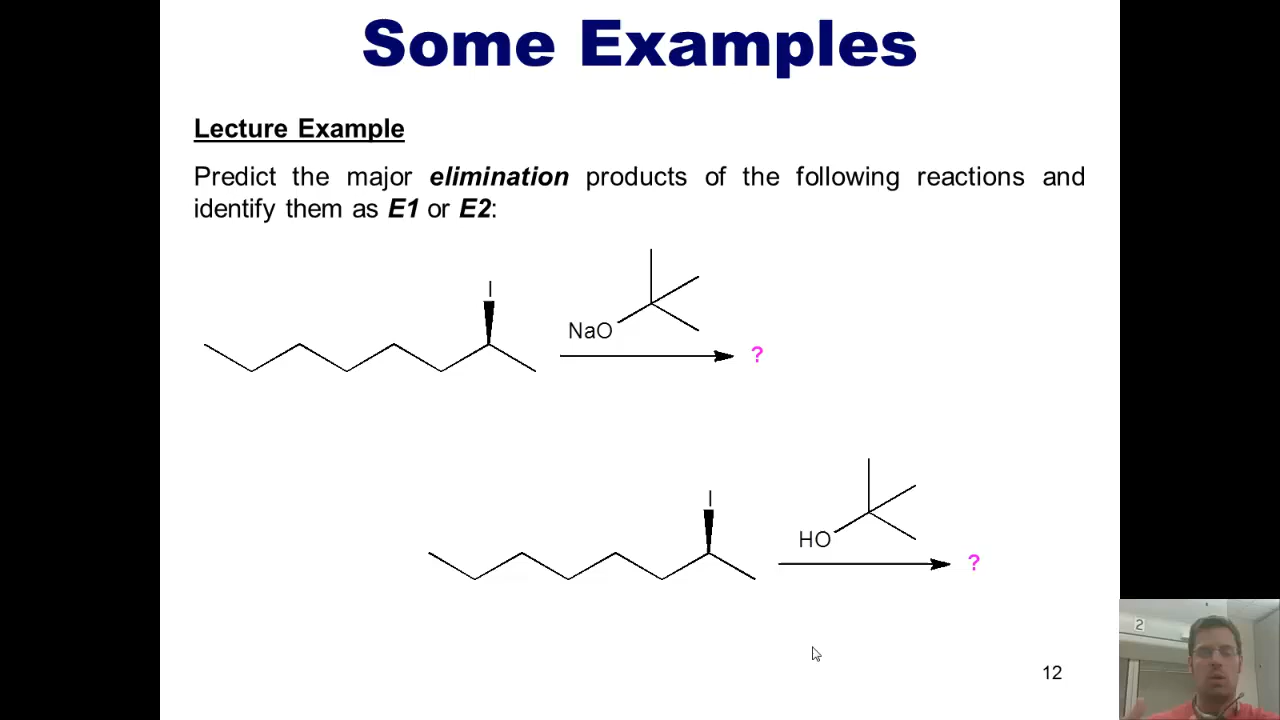 Some Examples
Lecture Example
Predict the major elimination products of the following reactions and
identify them as E1 or E2:
I
NaO
?
I
HO
?
2
12